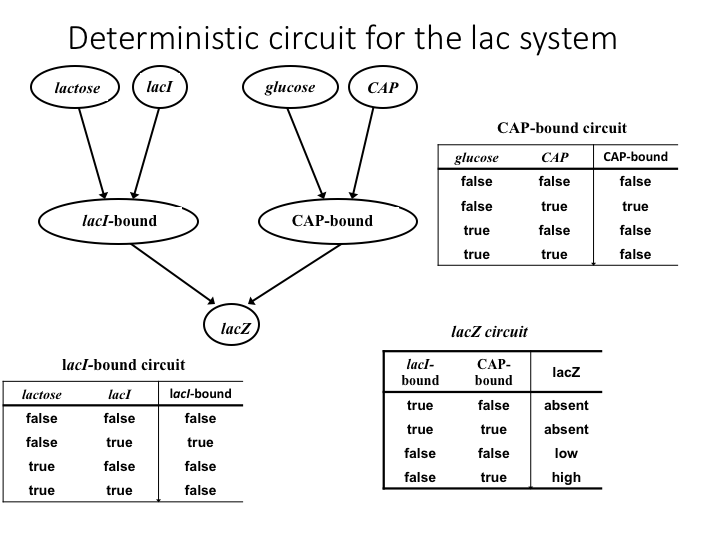 Deterministic circuit for the lac system
lactose lacI glucose CAP
lacI-bound CAP-bound
lacZ
CAP-bound circuit
glucose CAP CAP-bound
false false false
false true true
true false false
true true false
lacI-bound circuit
lactose lacI lacI-bound
false false false
false true true
true false false
true true false
lacZ circuit
lacI- CAP-
bound bound lacZ
true false absent
true true absent
false false low
false true high